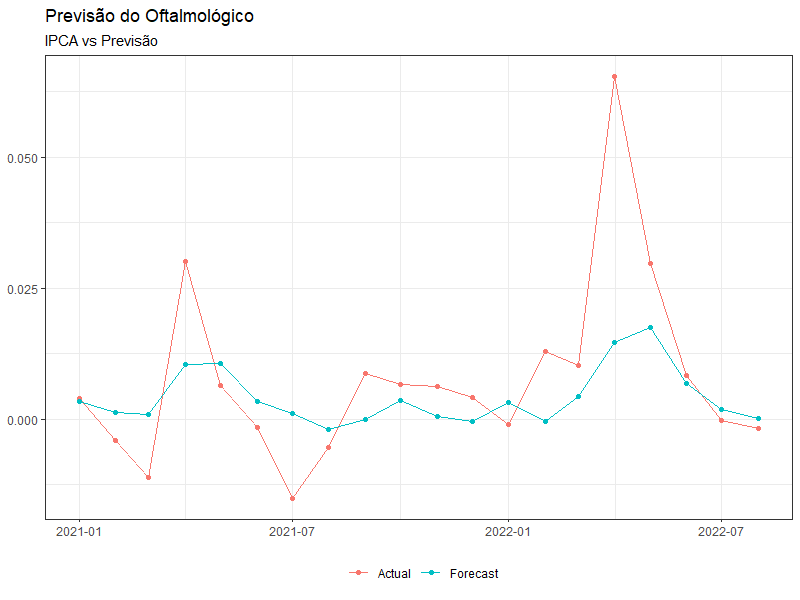 Previsão do Oftalmológico
IPCA vs Previsão
0.050
0.025
0.000
2021-01 2021-07 2022-01 2022-07
Actual Forecast